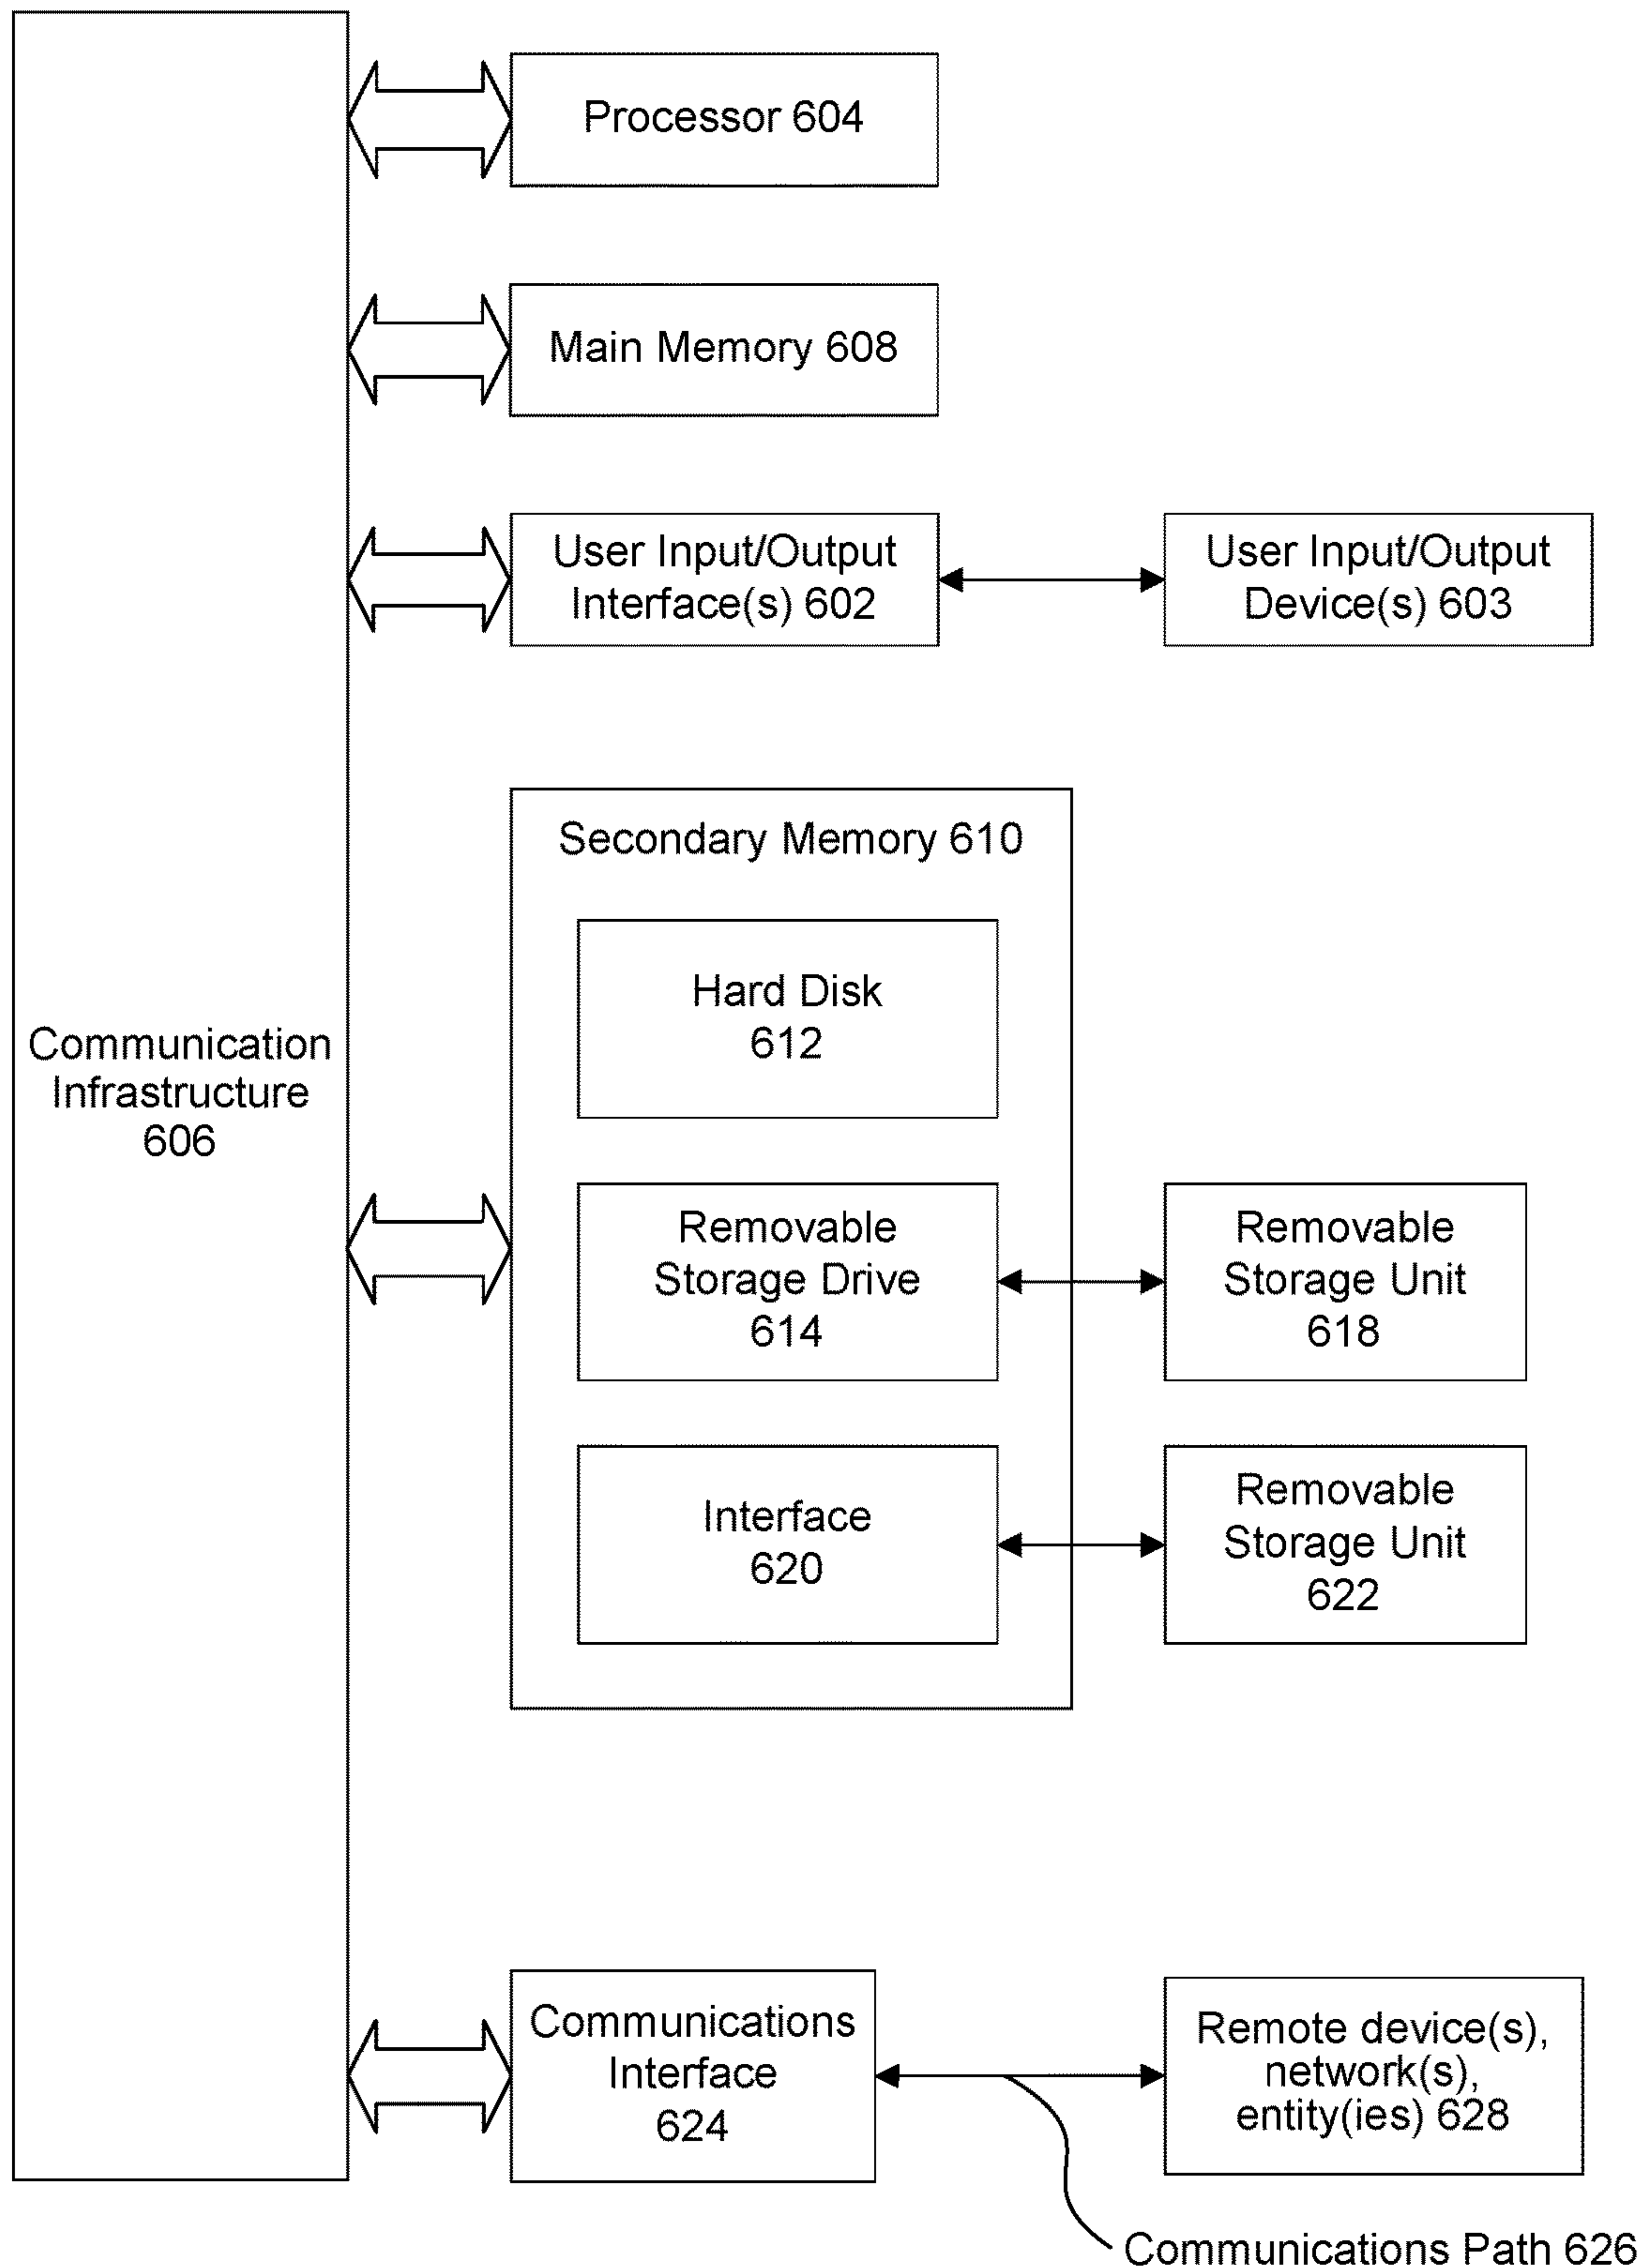 Processor 604
Main Memory 608
User Input/Output
Interface(s) 602
User Input/Output
Device(s) 603
Secondary Memory 610
Hard Disk
612
Communication
Infrastructure
606
Removable
Storage Drive
614
Removable
Storage Unit
618
Interface
620
Removable
Storage Unit
622
Communications
Interface
624
Remote device(s),
network(s),
entity(ies) 628
Communications Path 626